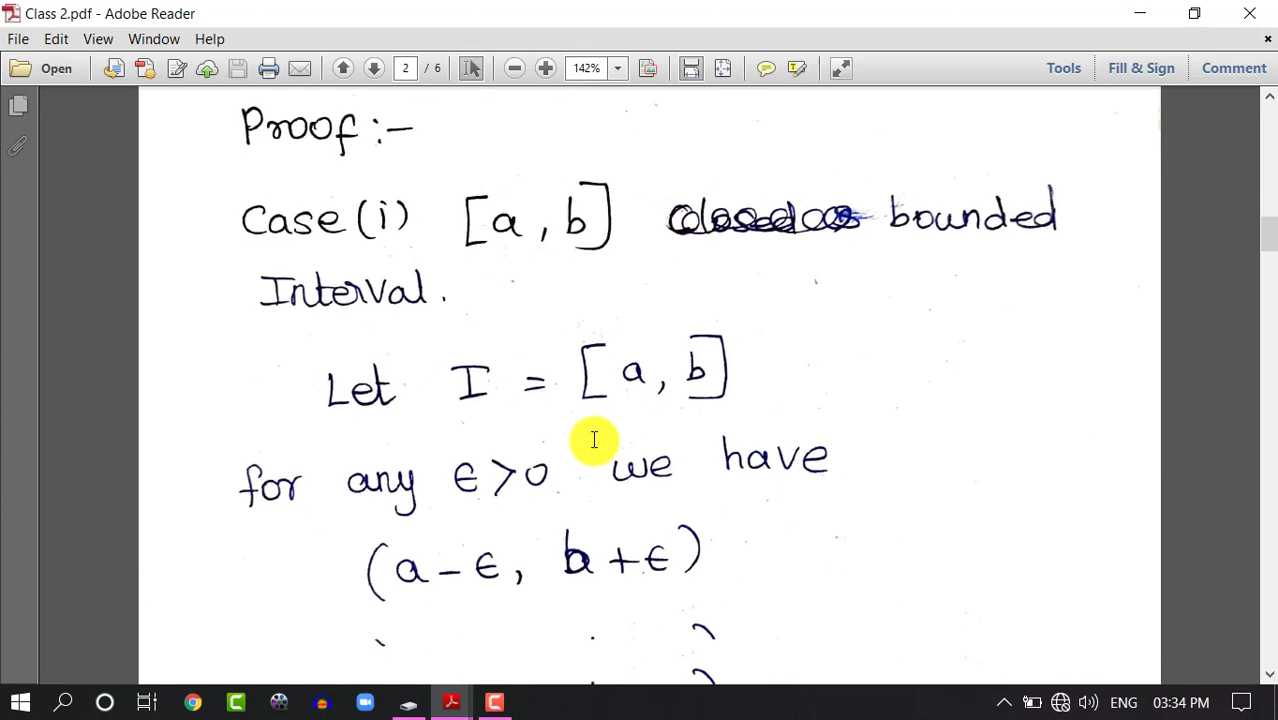 Class 2.pdf - Adobe Reader
File Edit View Window Help
Open 2 / 6 142% Tools Fill & Sign Comment
Proof :-
Case (i) [a, b] bounded
Interval.
Let I = [a, b]
for any ε>0 we have
(a-ε, b+ε)
ENG 03:34 PM